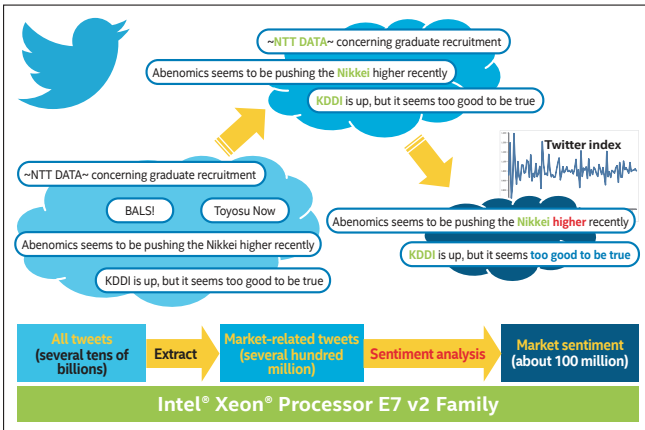 ~NTT DATA~ concerning graduate recruitment
Abenomics seems to be pushing the Nikkei higher recently
KDDI is up, but it seems too good to be true
Twitter index
~NTT DATA~ concerning graduate recruitment
BALS!
Toyosu Now
Abenomics seems to be pushing the Nikkei higher recently
KDDI is up, but it seems too good to be true
Abenomics seems to be pushing the Nikkei higher recently
KDDI is up, but it seems too good to be true
All tweets
(several tens of
billions)
Extract
Market-related tweets
(several hundred
million)
Sentiment analysis
Market sentiment
(about 100 million)
Intel® Xeon® Processor E7 v2 Family